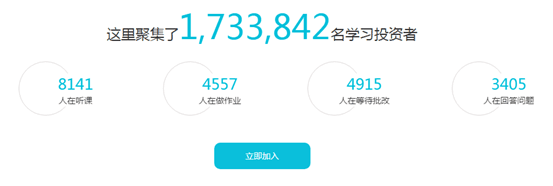 这里聚集了1,733,842名学习投资者
8141 4557 4915 3405
人在听课 人在做作业 人在等待批改 人在回答问题
立即加入